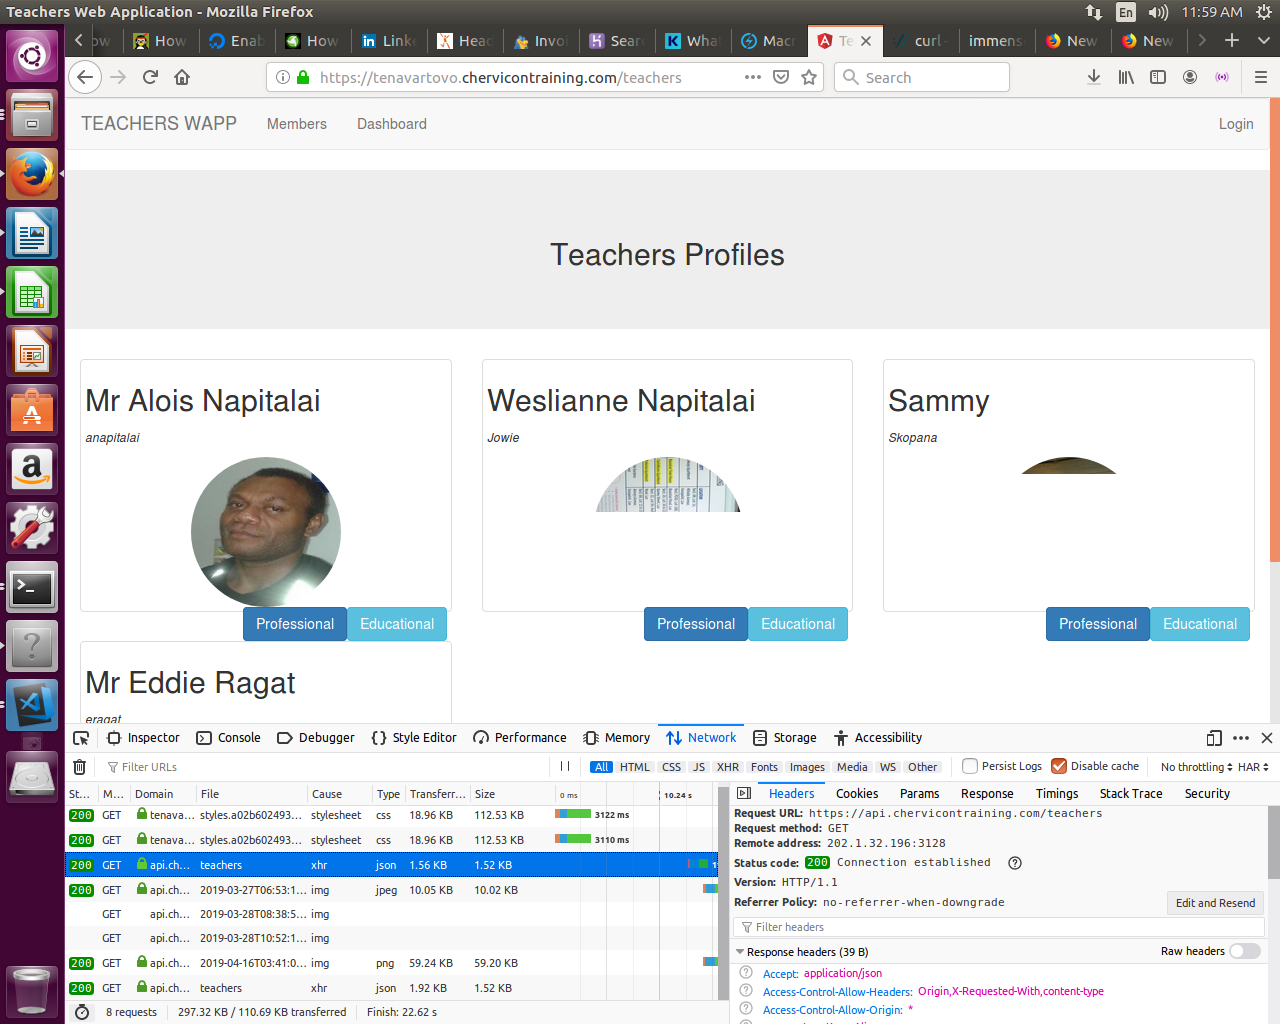 Teachers Web Application - Mozilla Firefox
En
11:59 AM
ow
How
Enab
How
Link
Head
Invoi
Sear
What
Macr
Te
curl -
immens
New
New
https://tenavartovo.chervicontraining.com/teachers
Search
TEACHERS WAPP
Members
Dashboard
Login
Teachers Profiles
Mr Alois Napitalai
anapitalai
Professional
Educational
Weslianne Napitalai
Jowie
Professional
Educational
Sammy
Skopana
Professional
Educational
Mr Eddie Ragat
eragat
Inspector
Console
Debugger
Style Editor
Performance
Memory
Network
Storage
Accessibility
Filter URLs
All HTML CSS JS XHR Fonts Images Media WS Other
Persist Logs
Disable cache
No throttling
HAR
St... M... Domain File Cause Type Transferr... Size 0 ms 10.24 s
200 GET tenava... styles.a02b602493... stylesheet css 18.96 KB 112.53 KB 3122 ms
200 GET tenava... styles.a02b602493... stylesheet css 18.96 KB 112.53 KB 3110 ms
200 GET api.ch... teachers xhr json 1.56 KB 1.52 KB
200 GET api.ch... 2019-03-27T06:53:1... img jpeg 10.05 KB 10.02 KB
GET api.ch... 2019-03-28T08:38:5... img
GET api.ch... 2019-03-28T10:52:1... img
200 GET api.ch... 2019-04-16T03:41:0... img png 59.24 KB 59.20 KB
200 GET api.ch... teachers xhr json 1.92 KB 1.52 KB
8 requests
297.32 KB / 110.69 KB transferred
Finish: 22.62 s
Headers
Cookies
Params
Response
Timings
Stack Trace
Security
Request URL: https://api.chervicontraining.com/teachers
Request method: GET
Remote address: 202.1.32.196:3128
Status code: 200 Connection established
Version: HTTP/1.1
Referrer Policy: no-referrer-when-downgrade
Edit and Resend
Filter headers
Response headers (39 B)
Raw headers
Accept: application/json
Access-Control-Allow-Headers: Origin,X-Requested-With,content-type
Access-Control-Allow-Origin: *